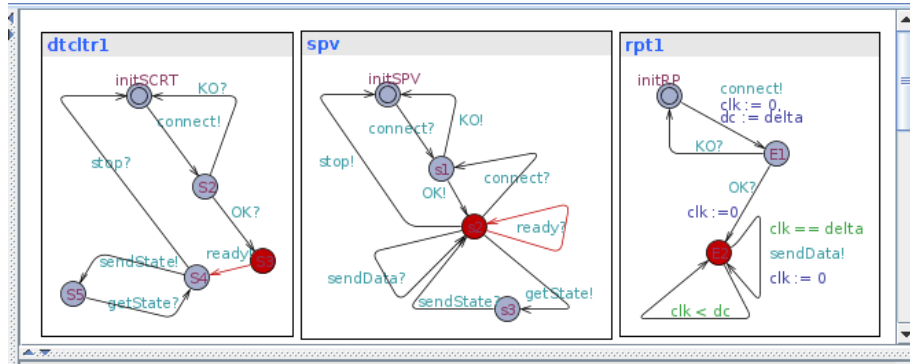 dtcltr1
initSCRT
KO?
connect!
stop?
S2
OK?
ready!
S3
sendState!
S4
S5
getState?
spv
initSPV
connect?
KO!
stop!
s1
connect?
OK!
s2
ready?
sendData?
getState!
sendState?
s3
rpt1
initRP
connect!
clk := 0,
dc := delta
KO?
E1
OK?
clk :=0
clk == delta
E2
sendData!
clk := 0
clk < dc